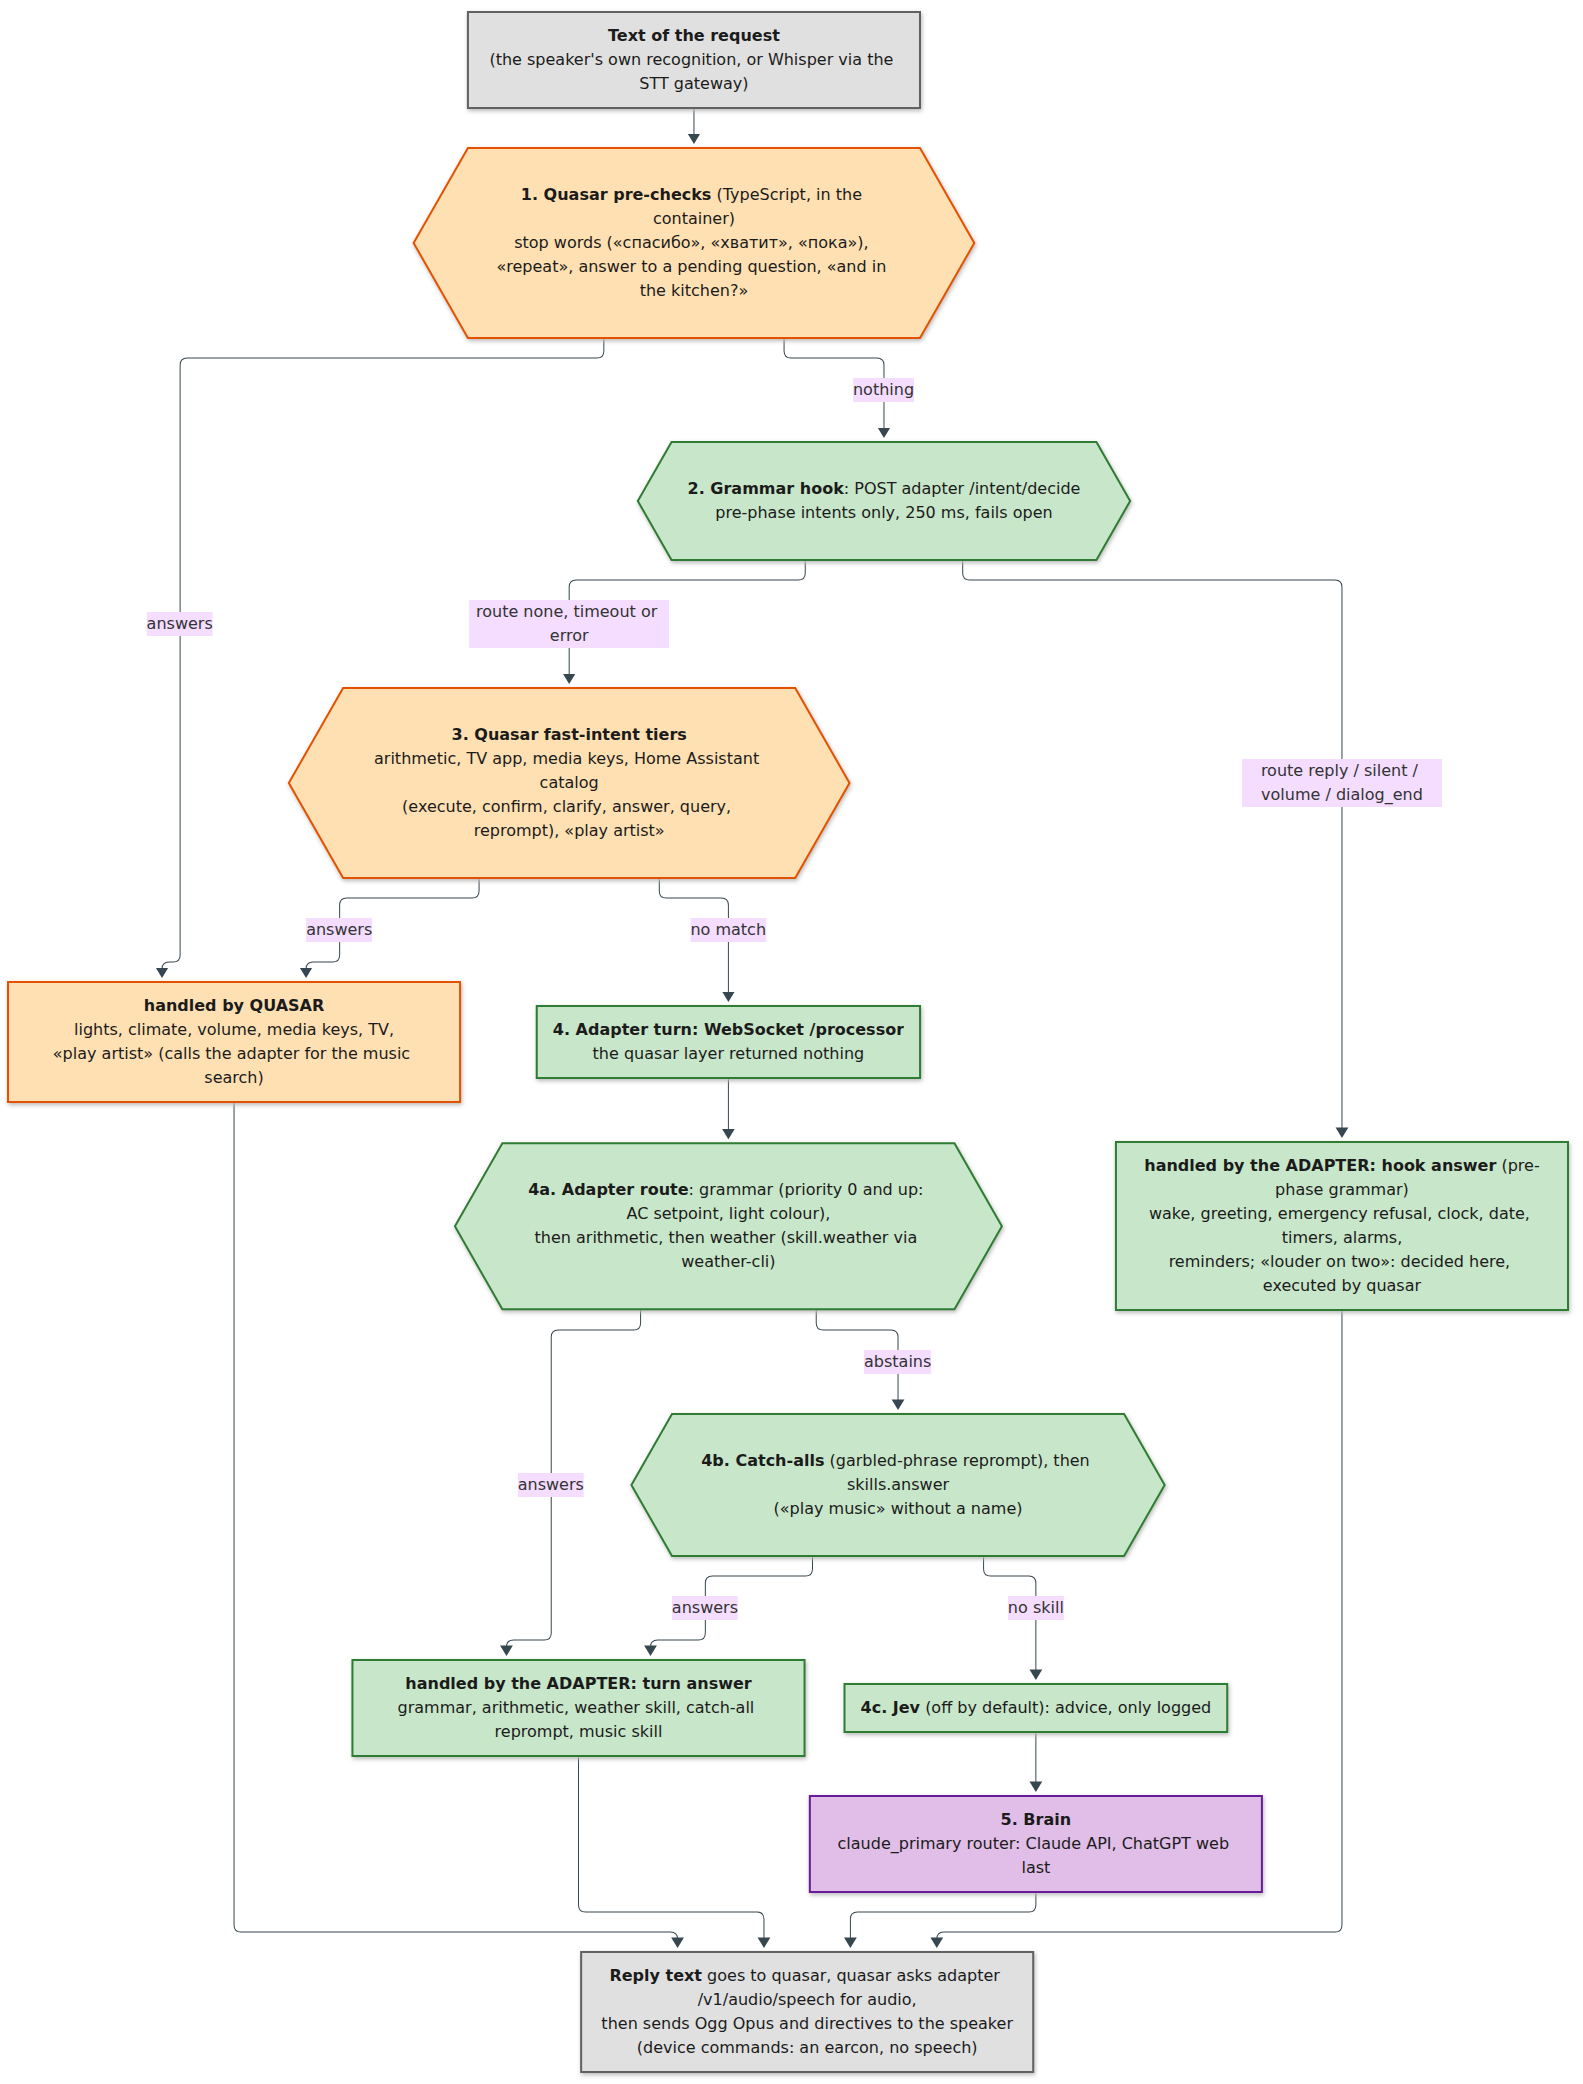 Text of the request
(the speaker's own recognition, or Whisper via the
STT gateway)
1. Quasar pre-checks (TypeScript, in the
container)
stop words («спасибо», «хватит», «пока»),
«repeat», answer to a pending question, «and in
the kitchen?»
nothing
2. Grammar hook: POST adapter /intent/decide
pre-phase intents only, 250 ms, fails open
answers
route none, timeout or
error
3. Quasar fast-intent tiers
arithmetic, TV app, media keys, Home Assistant
catalog
(execute, confirm, clarify, answer, query,
reprompt), «play artist»
route reply / silent /
volume / dialog_end
answers
no match
handled by QUASAR
lights, climate, volume, media keys, TV,
«play artist» (calls the adapter for the music
search)
4. Adapter turn: WebSocket /processor
the quasar layer returned nothing
4a. Adapter route: grammar (priority 0 and up:
AC setpoint, light colour),
then arithmetic, then weather (skill.weather via
weather-cli)
handled by the ADAPTER: hook answer (pre-
phase grammar)
wake, greeting, emergency refusal, clock, date,
timers, alarms,
reminders; «louder on two»: decided here,
executed by quasar
abstains
answers
4b. Catch-alls (garbled-phrase reprompt), then
skills.answer
(«play music» without a name)
answers
no skill
handled by the ADAPTER: turn answer
grammar, arithmetic, weather skill, catch-all
reprompt, music skill
4c. Jev (off by default): advice, only logged
5. Brain
claude_primary router: Claude API, ChatGPT web
last
Reply text goes to quasar, quasar asks adapter
/v1/audio/speech for audio,
then sends Ogg Opus and directives to the speaker
(device commands: an earcon, no speech)